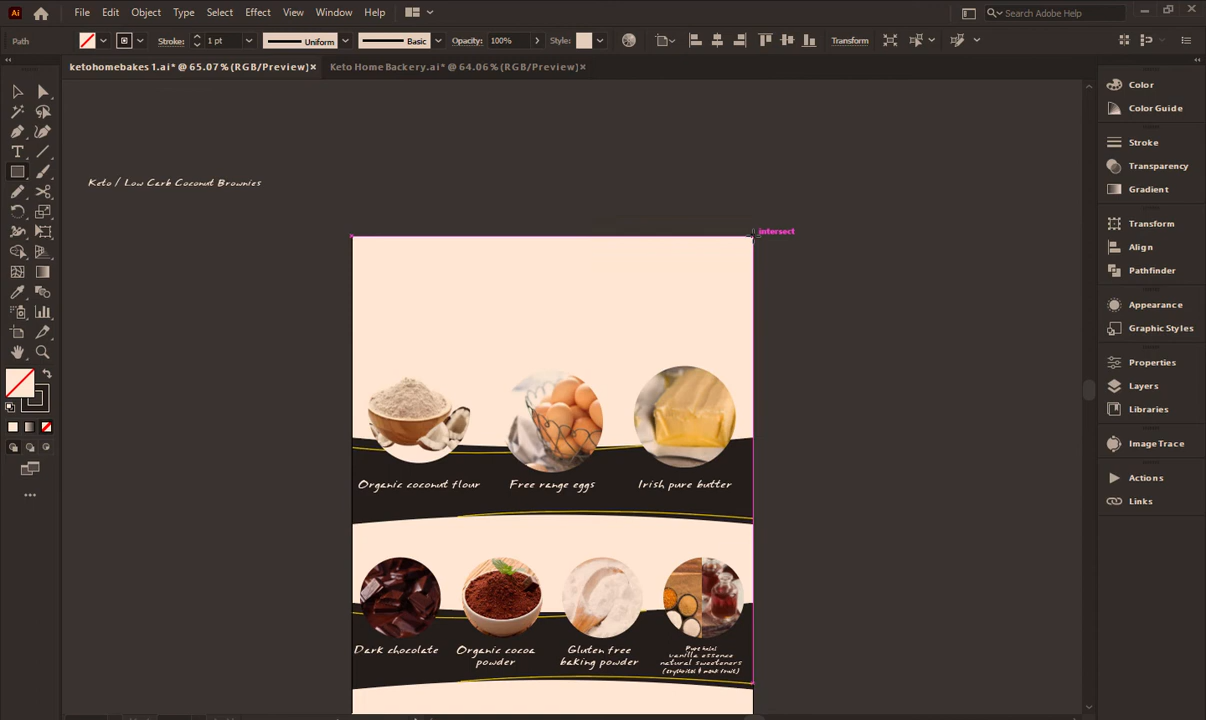 Ai
File Edit Object Type Select Effect View Window Help
Search Adobe Help
Path
Stroke: 1 pt Uniform Basic Opacity: 100% Style: Transform
ketohomebakes 1.ai* @ 65.07% (RGB/Preview) Keto HomeBackery.ai* @ 64.06% (RGB/Preview)
Color
Color Guide
Stroke
Transparency
Gradient
Transform
Align
Pathfinder
Appearance
Graphic Styles
Properties
Layers
Libraries
Image Trace
Actions
Links
Keto / Low Carb Coconut Brownies
intersect
Organic coconut flour Free range eggs Irish pure butter
Dark chocolate
Organic cocoa
powder
Gluten free
baking powder
vanilla essence
natural sweeteners